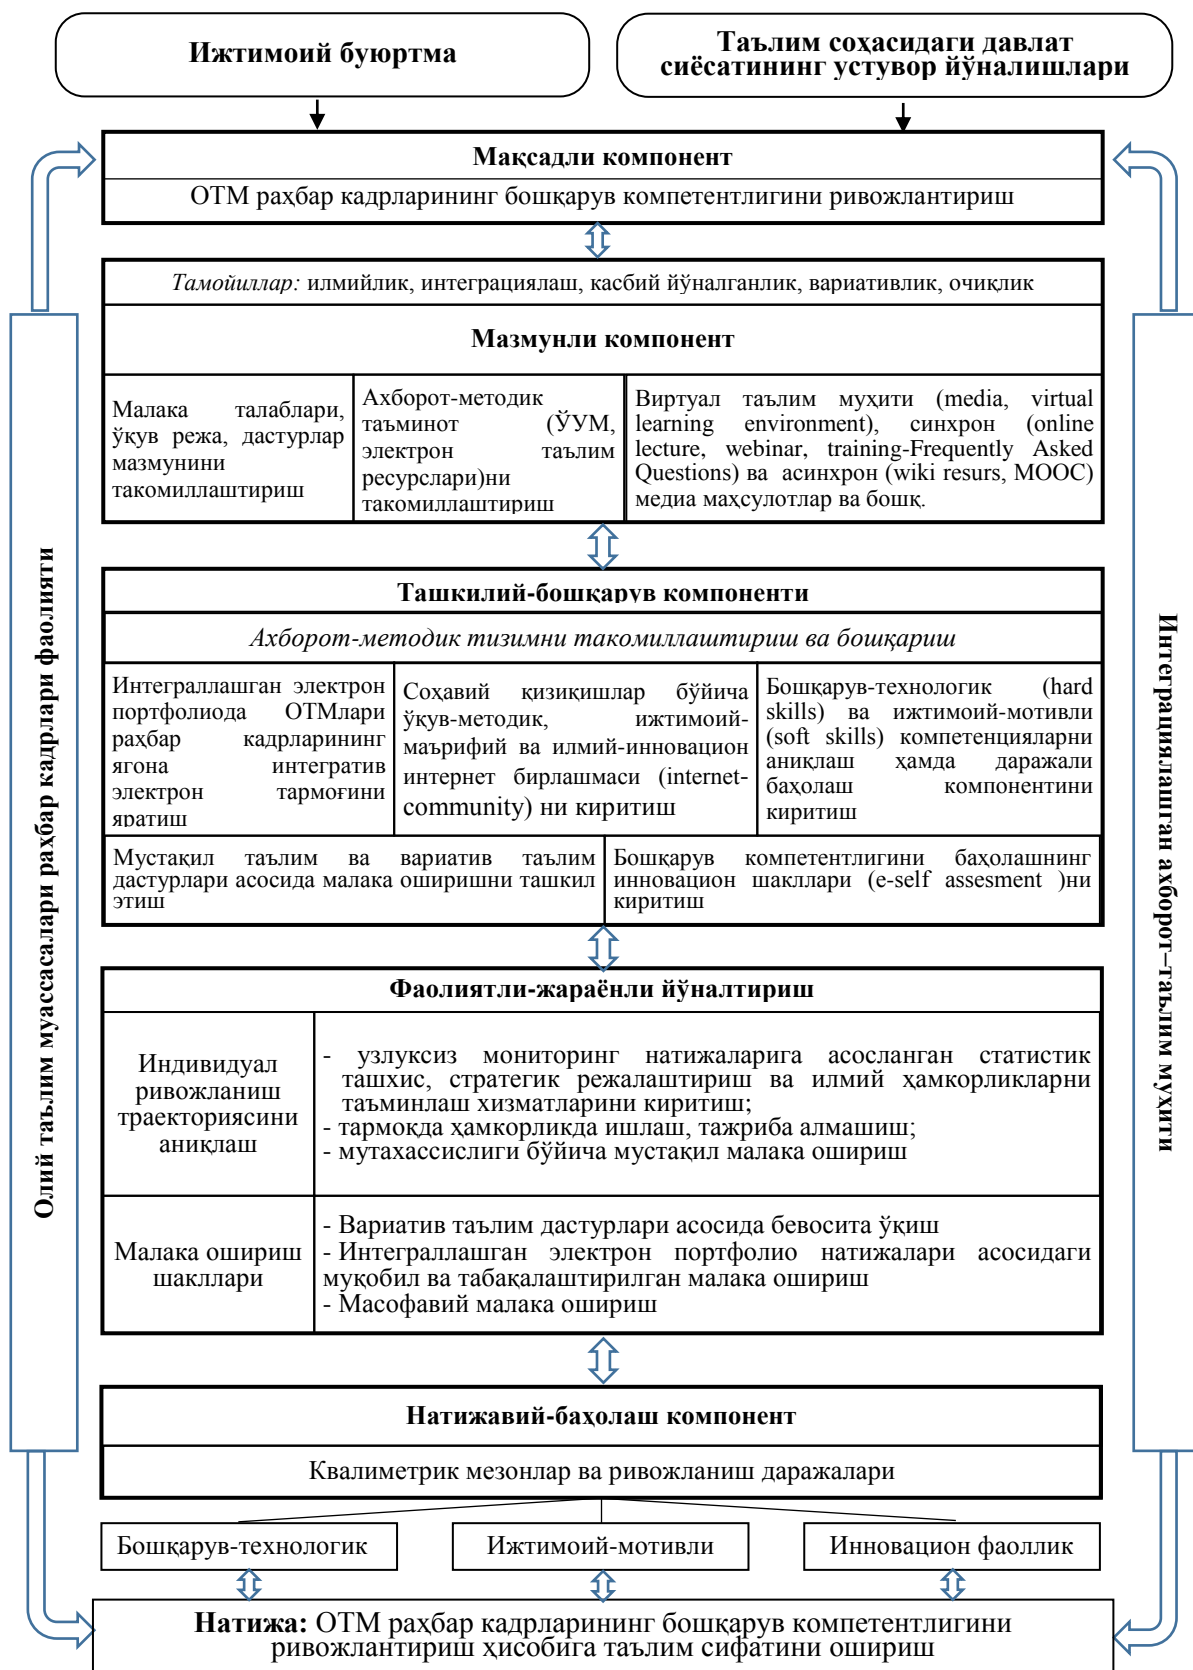 Ижтимоий буюртма
Таълим соҳасидаги давлат
сиёсатининг устувор йўналишлари
Мақсадли компонент
ОТМ раҳбар кадрларининг бошқарув компетентлигини ривожлантириш
Тамойиллар: илмийлик, интеграциялаш, касбий йўналганлик, вариативлик, очиқлик
Мазмунли компонент
Малака талаблари,
ўқув режа, дастурлар
мазмунини
такомиллаштириш
Ахборот-методик
таъминот (ЎУМ,
электрон таълим
ресурслари)ни
такомиллаштириш
Виртуал таълим муҳити (media, virtual
learning environment), синхрон (online
lecture, webinar, training-Frequently Asked
Questions) ва асинхрон (wiki resurs, MOOC)
медиа маҳсулотлар ва бошқ.
Ташкилий-бошқарув компоненти
Ахборот-методик тизимни такомиллаштириш ва бошқариш
Интеграллашган электрон
портфолиода ОТМлари
раҳбар кадрларининг
ягона интегратив
электрон тармоғини
яратиш
Соҳавий қизиқишлар бўйича
ўқув-методик, ижтимоий-
маърифий ва илмий-инновацион
интернет бирлашмаси (internet-
community) ни киритиш
Бошқарув-технологик (hard
skills) ва ижтимоий-мотивли
(soft skills) компетенцияларни
аниқлаш ҳамда даражали
баҳолаш компонентини
киритиш
Мустақил таълим ва вариатив таълим
дастурлари асосида малака оширишни ташкил
этиш
Бошқарув компетентлигини баҳолашнинг
инновацион шакллари (e-self assesment )ни
киритиш
Фаолиятли-жараёнли йўналтириш
Индивидуал
ривожланиш
траекториясини
аниқлаш
- узлуксиз мониторинг натижаларига асосланган статистик
ташхис, стратегик режалаштириш ва илмий ҳамкорликларни
таъминлаш хизматларини киритиш;
- тармоқда ҳамкорликда ишлаш, тажриба алмашиш;
- мутахассислиги бўйича мустақил малака ошириш
Малака ошириш
шакллари
- Вариатив таълим дастурлари асосида бевосита ўқиш
- Интеграллашган электрон портфолио натижалари асосидаги
муқобил ва табақалаштирилган малака ошириш
- Масофавий малака ошириш
Натижавий-баҳолаш компонент
Квалиметрик мезонлар ва ривожланиш даражалари
Бошқарув-технологик
Ижтимоий-мотивли
Инновацион фаоллик
Натижа: ОТМ раҳбар кадрларининг бошқарув компетентлигини
ривожлантириш ҳисобига таълим сифатини ошириш
Олий таълим муассасалари раҳбар кадрлари фаолияти
Интеграциялашган ахборот–таълим муҳити